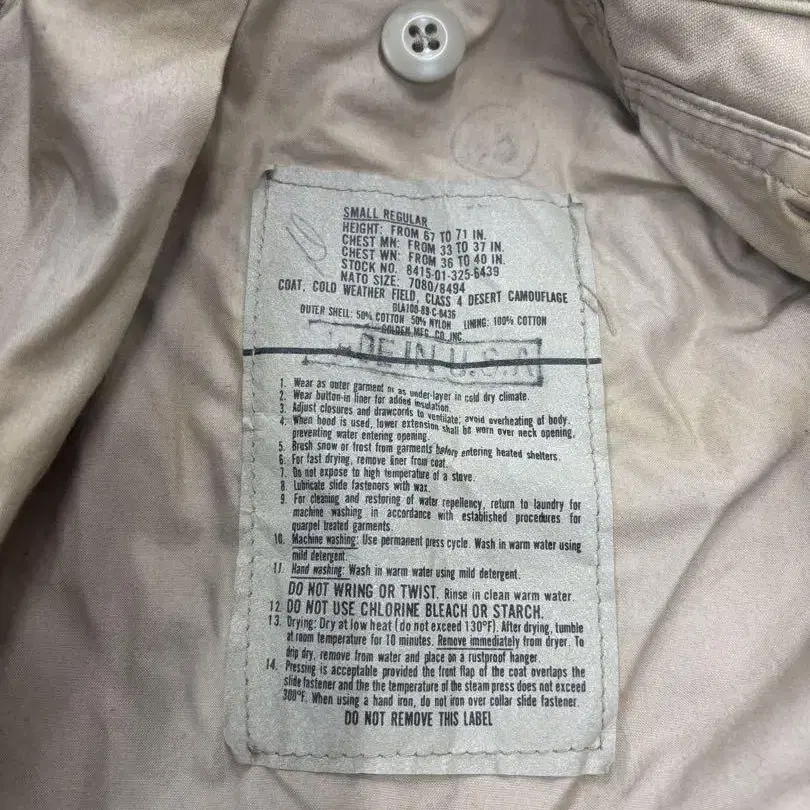 5
SMALL REGULAR
HEIGHT: FROM 67 TO 71 IN.
CHEST MN: FROM 33 TO 37 IN.
CHEST WN: FROM 36 TO 40 IN.
STOCK NO. 8415-01-325-6439
NATO SIZE: 7080/8494
COAT, COLD WEATHER FIELD, CLASS 4 DESERT CAMOUFLAGE
DLA100-89-C-0436
OUTER SHELL: 50% COTTON 50% NYLON LINING: 100% COTTON
GOLDEN MFG. CO. INC.
MADE IN U.S.A
1. Wear as outer garment or as under-layer in cold dry climate.
2. Wear button-in liner for added insulation.
3. Adjust closures and drawcords to ventilate; avoid overheating of body.
4. When hood is used, lower extension shall be worn over neck opening,
preventing water entering opening.
5. Brush snow or frost from garments before entering heated shelters.
6. For fast drying, remove liner from coat.
7. Do not expose to high temperature of a stove.
8. Lubricate slide fasteners with wax.
9. For cleaning and restoring of water repellency, return to laundry for
machine washing in accordance with established procedures for
quarpel treated garments.
10. Machine washing: Use permanent press cycle. Wash in warm water using
mild detergent.
11. Hand washing: Wash in warm water using mild detergent.
DO NOT WRING OR TWIST. Rinse in clean warm water.
12. DO NOT USE CHLORINE BLEACH OR STARCH.
13. Drying: Dry at low heat (do not exceed 130°F). After drying, tumble
at room temperature for 10 minutes. Remove immediately from dryer. To
drip dry, remove from water and place on a rustproof hanger.
14. Pressing is acceptable provided the front flap of the coat overlaps the
slide fastener and the the temperature of the steam press does not exceed
300°F. When using a hand iron, do not iron over collar slide fastener.
DO NOT REMOVE THIS LABEL